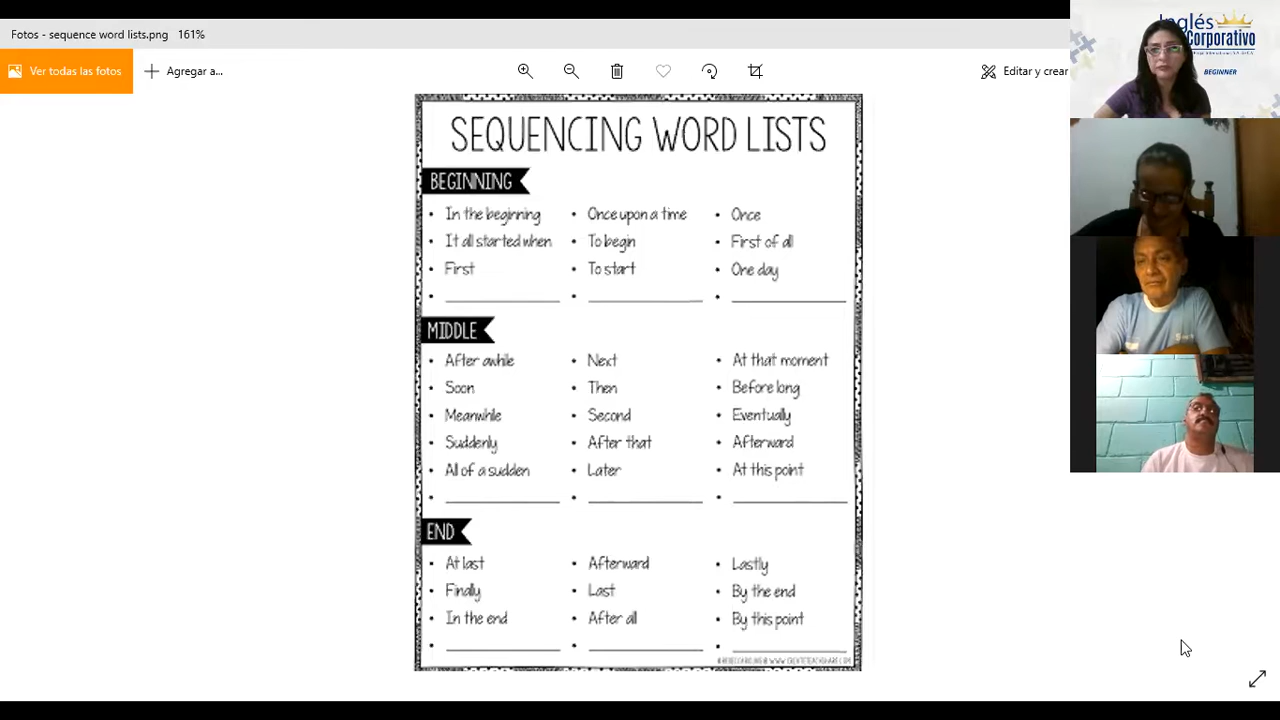 Fotos - sequence word lists.png 161%
Ver todas las fotos
Agregar a...
Editar y crear
Inglés
Corporativo
BEGINNER
SEQUENCING WORD LISTS
BEGINNING
• In the beginning • Once upon a time • Once
• It all started when • To begin • First of all
• First • To start • One day
MIDDLE
• After awhile • Next • At that moment
• Soon • Then • Before long
• Meanwhile • Second • Eventually
• Suddenly • After that • Afterward
• All of a sudden • Later • At this point
END
• At last • Afterward • Lastly
• Finally • Last • By the end
• In the end • After all • By this point